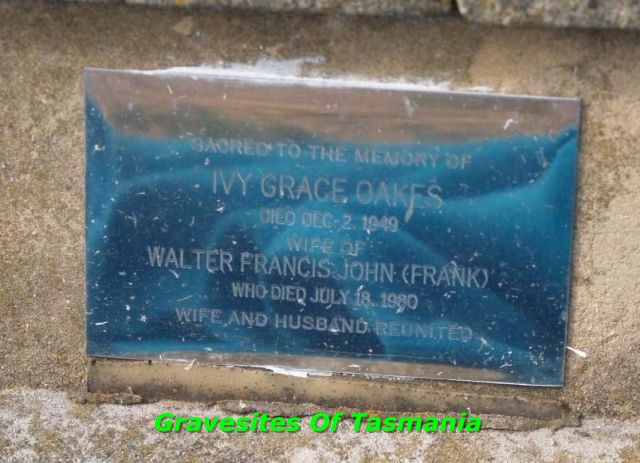 SACRED TO THE MEMORY OF
IVY GRACE OAKES
DIED DEC. 2. 1949
WIFE OF
WALTER FRANCIS JOHN (FRANK)
WHO DIED JULY 18. 1980
WIFE AND HUSBAND REUNITED
Gravesites Of Tasmania